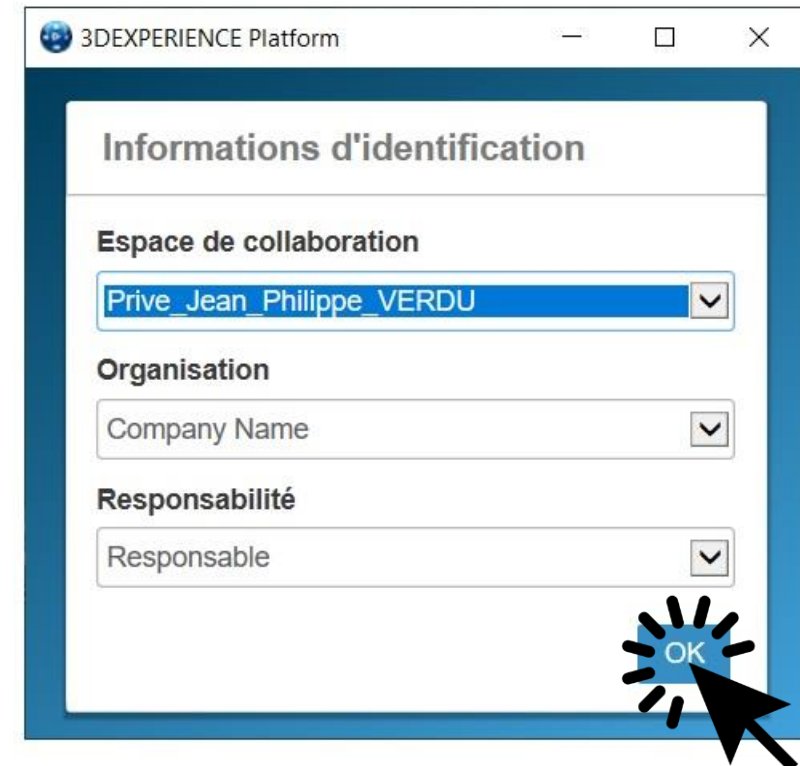 3DEXPERIENCE Platform
Informations d'identification
Espace de collaboration
Prive_Jean_Philippe_VERDU
Organisation
Company Name
Responsabilité
Responsable
OK